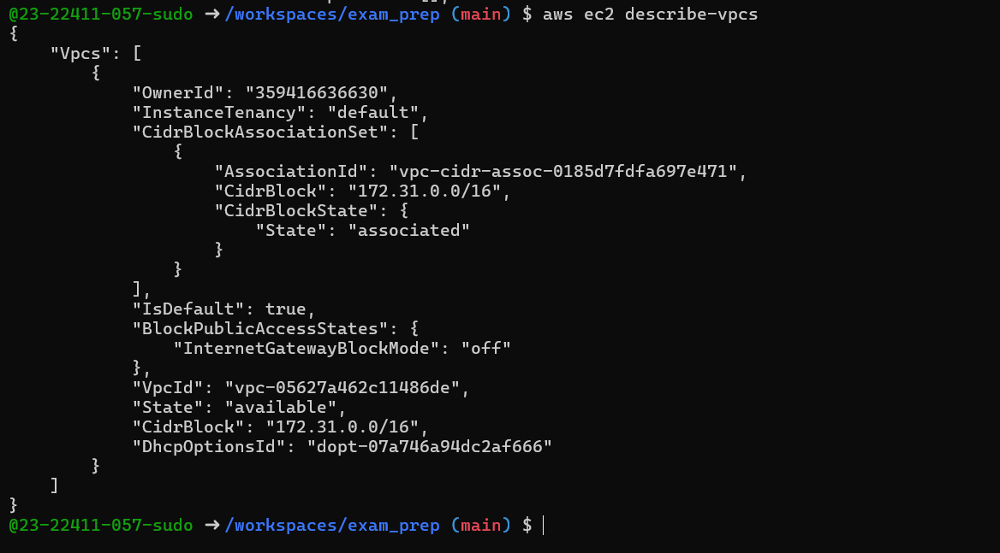 @23-22411-057-sudo ➜ /workspaces/exam_prep (main) $ aws ec2 describe-vpcs
{
    "Vpcs": [
        {
            "OwnerId": "359416636630",
            "InstanceTenancy": "default",
            "CidrBlockAssociationSet": [
                {
                    "AssociationId": "vpc-cidr-assoc-0185d7fdfa697e471",
                    "CidrBlock": "172.31.0.0/16",
                    "CidrBlockState": {
                        "State": "associated"
                    }
                }
            ],
            "IsDefault": true,
            "BlockPublicAccessStates": {
                "InternetGatewayBlockMode": "off"
            },
            "VpcId": "vpc-05627a462c11486de",
            "State": "available",
            "CidrBlock": "172.31.0.0/16",
            "DhcpOptionsId": "dopt-07a746a94dc2af666"
        }
    ]
}
@23-22411-057-sudo ➜ /workspaces/exam_prep (main) $